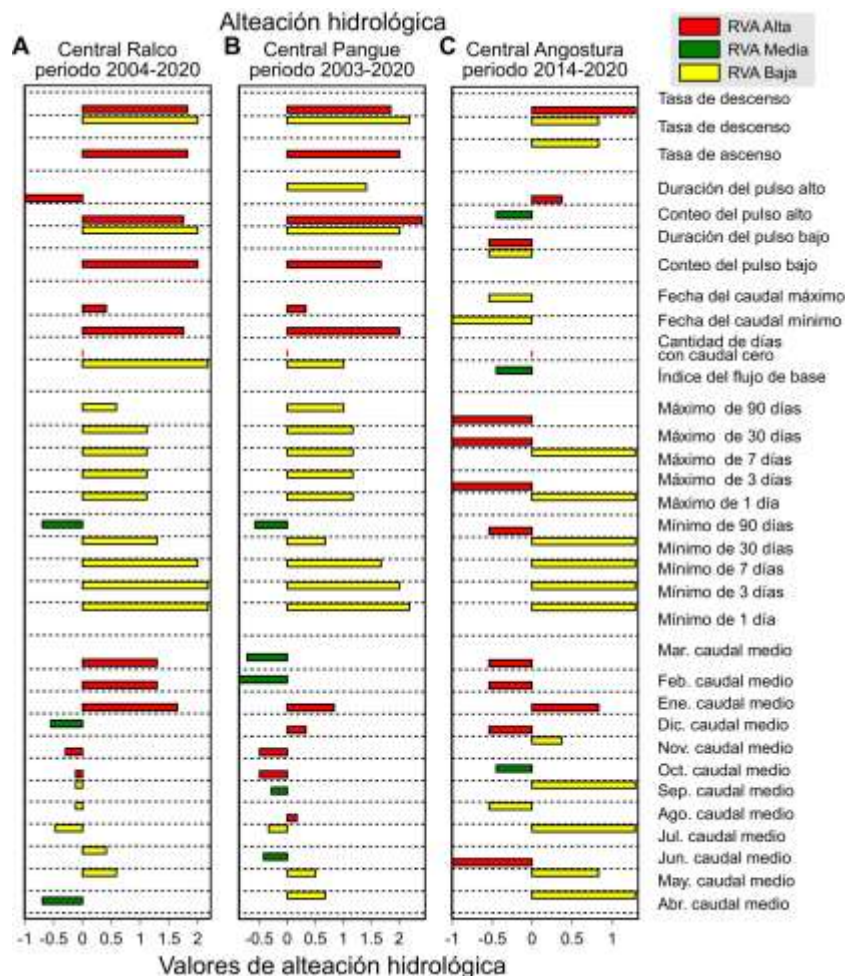 Alteación hidrológica
A
Central Ralco
periodo 2004-2020
B
Central Pangue
periodo 2003-2020
C
Central Angostura
periodo 2014-2020
RVA Alta
RVA Media
RVA Baja
Tasa de descenso
Tasa de descenso
Tasa de ascenso
Duración del pulso alto
Conteo del pulso alto
Duración del pulso bajo
Conteo del pulso bajo
Fecha del caudal máximo
Fecha del caudal mínimo
Cantidad de días
con caudal cero
Índice del flujo de base
Máximo de 90 días
Máximo de 30 días
Máximo de 7 días
Máximo de 3 días
Máximo de 1 día
Mínimo de 90 días
Mínimo de 30 días
Mínimo de 7 días
Mínimo de 3 días
Mínimo de 1 día
Mar. caudal medio
Feb. caudal medio
Ene. caudal medio
Dic. caudal medio
Nov. caudal medio
Oct. caudal medio
Sep. caudal medio
Ago. caudal medio
Jul. caudal medio
Jun. caudal medio
May. caudal medio
Abr. caudal medio
-1 -0.5 0 0.5 1 1.5 2
-0.5 0 0.5 1 1.5 2
-1 -0.5 0 0.5 1
Valores de alteación hidrológica